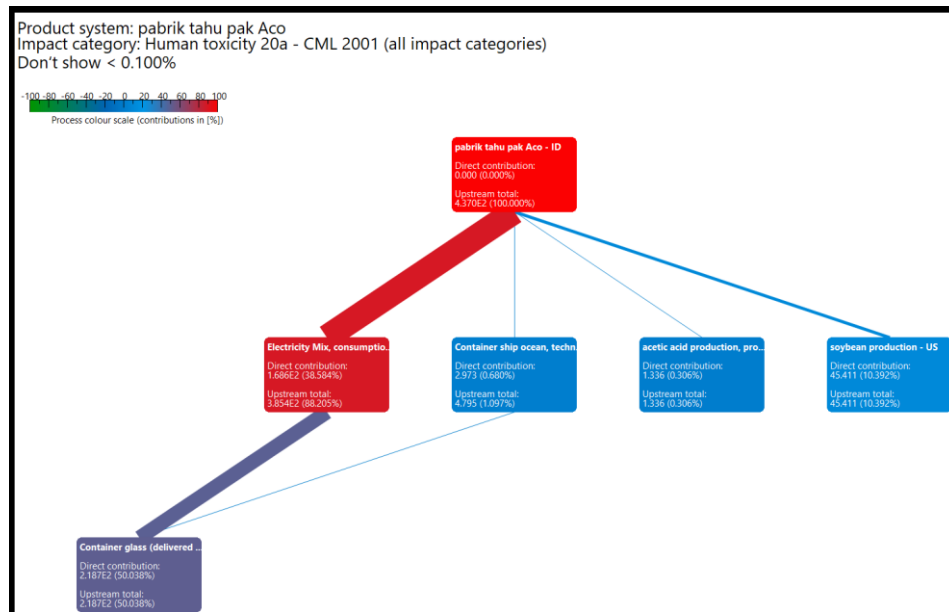 Product system: pabrik tahu pak Aco
Impact category: Human toxicity 20a - CML 2001 (all impact categories)
Don't show < 0.100%
-100 -80 -60 -40 -20 0 20 40 60 80 100
Process colour scale (contributions in [%])
pabrik tahu pak Aco - ID
Direct contribution:
0.000 (0.000%)
Upstream total:
4.370E2 (100.000%)
Electricity Mix, consumptio...
Direct contribution:
1.686E2 (38.584%)
Upstream total:
3.854E2 (88.205%)
Container ship ocean, techn...
Direct contribution:
2.973 (0.680%)
Upstream total:
4.795 (1.097%)
acetic acid production, pro...
Direct contribution:
1.336 (0.306%)
Upstream total:
1.336 (0.306%)
soybean production - US
Direct contribution:
45.411 (10.392%)
Upstream total:
45.411 (10.392%)
Container glass (delivered ...
Direct contribution:
2.187E2 (50.038%)
Upstream total:
2.187E2 (50.038%)